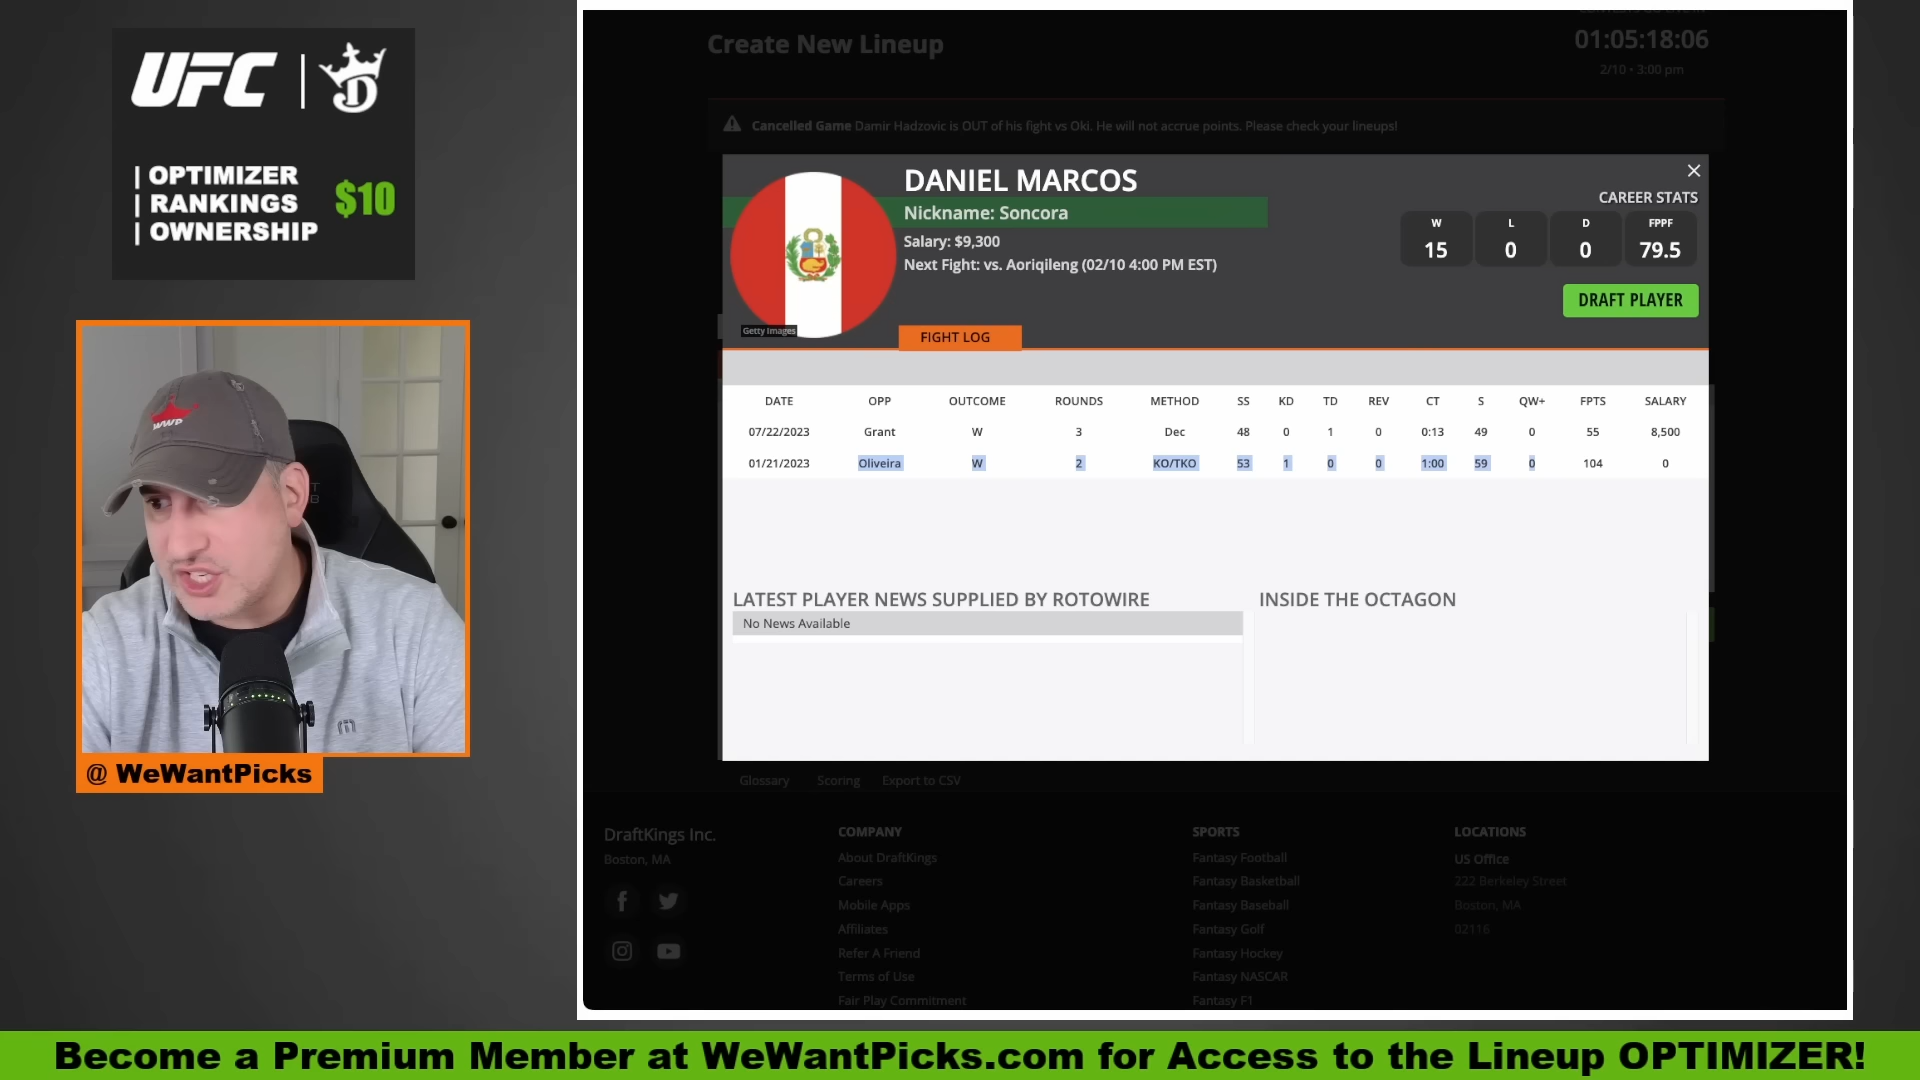 UFC
| OPTIMIZER
| RANKINGS
| OWNERSHIP
$10
WWP
@ WeWantPicks
Create New Lineup
01:05:18:06
2/10 • 3:00 pm
Cancelled Game Damir Hadzovic is OUT of his fight vs Oki. He will not accrue points. Please check your lineups!
DANIEL MARCOS
Nickname: Soncora
Salary: $9,300
Next Fight: vs. Aoriqileng (02/10 4:00 PM EST)
Getty Images
CAREER STATS
W L D FPPF
15 0 0 79.5
DRAFT PLAYER
FIGHT LOG
DATE OPP OUTCOME ROUNDS METHOD SS KD TD REV CT S QW+ FPTS SALARY
07/22/2023 Grant W 3 Dec 48 0 1 0 0:13 49 0 55 8,500
01/21/2023 Oliveira W 2 KO/TKO 53 1 0 0 1:00 59 0 104 0
LATEST PLAYER NEWS SUPPLIED BY ROTOWIRE
No News Available
INSIDE THE OCTAGON
Glossary Scoring Export to CSV
DraftKings Inc.
Boston, MA
COMPANY
About DraftKings
Careers
Mobile Apps
Affiliates
Refer A Friend
Terms of Use
Fair Play Commitment
SPORTS
Fantasy Football
Fantasy Basketball
Fantasy Baseball
Fantasy Golf
Fantasy Hockey
Fantasy NASCAR
Fantasy F1
LOCATIONS
US Office
222 Berkeley Street
Boston, MA
02116
Become a Premium Member at WeWantPicks.com for Access to the Lineup OPTIMIZER!